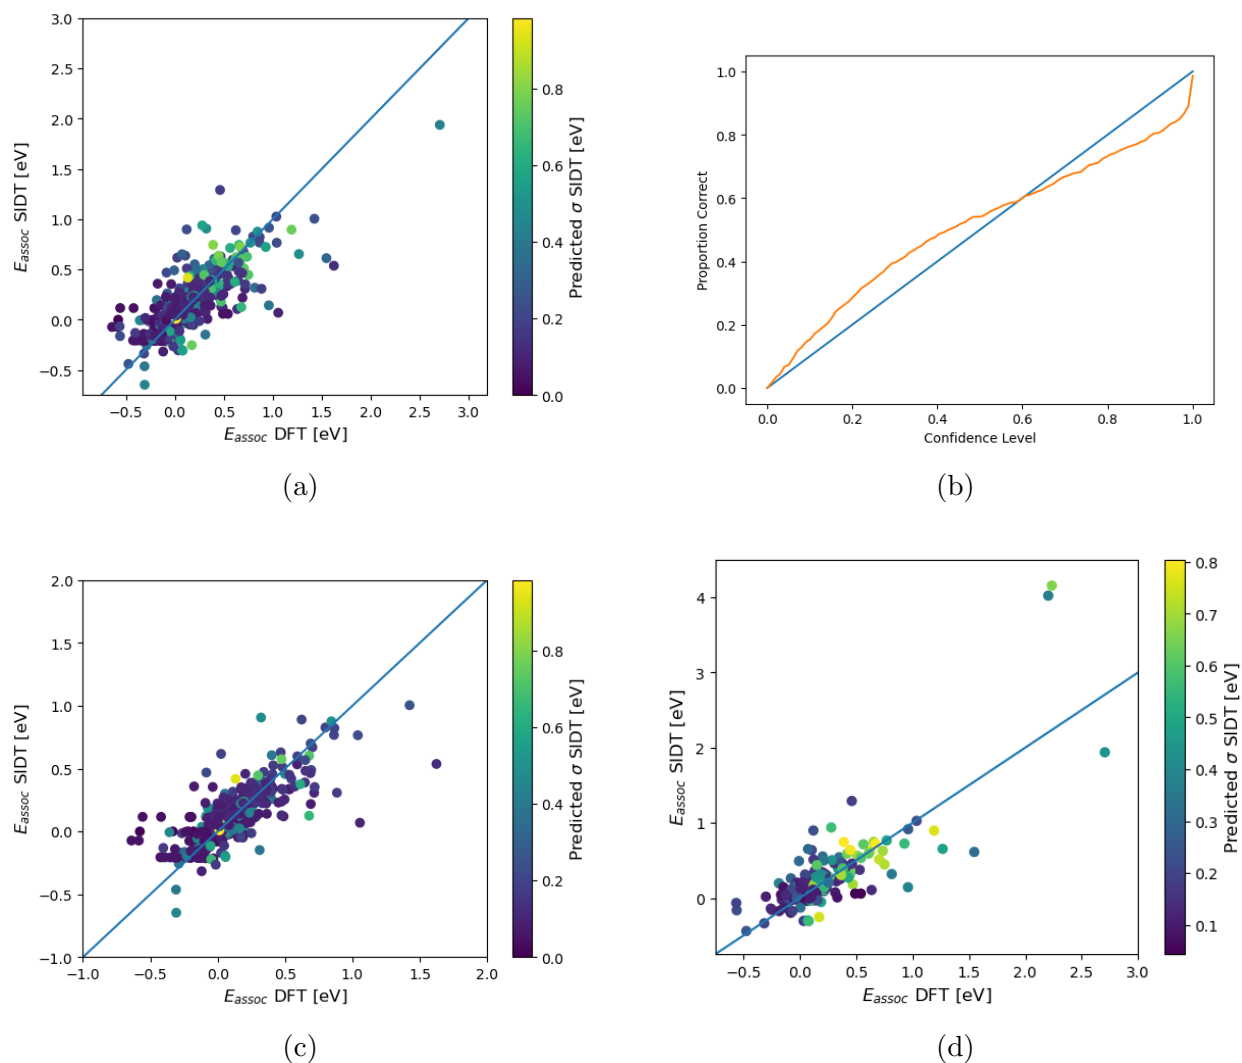 3.0
2.5
2.0
1.5
1.0
0.5
0.0
−0.5
−0.5 0.0 0.5 1.0 1.5 2.0 2.5 3.0
E_assoc DFT [eV]
E_assoc SIDT [eV]
0.8
0.6
0.4
0.2
0.0
Predicted σ SIDT [eV]
(a)
1.0
0.8
0.6
0.4
0.2
0.0
0.0 0.2 0.4 0.6 0.8 1.0
Confidence Level
Proportion Correct
(b)
2.0
1.5
1.0
0.5
0.0
−0.5
−1.0
−1.0 −0.5 0.0 0.5 1.0 1.5 2.0
E_assoc DFT [eV]
E_assoc SIDT [eV]
0.8
0.6
0.4
0.2
0.0
Predicted σ SIDT [eV]
(c)
4
3
2
1
0
−0.5 0.0 0.5 1.0 1.5 2.0 2.5 3.0
E_assoc DFT [eV]
E_assoc SIDT [eV]
0.8
0.7
0.6
0.5
0.4
0.3
0.2
0.1
Predicted σ SIDT [eV]
(d)